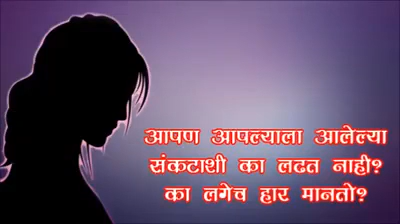 आपण आपल्याला आलेल्या
संकटाशी का लढत नाही?
का लगेच हार मानतो?